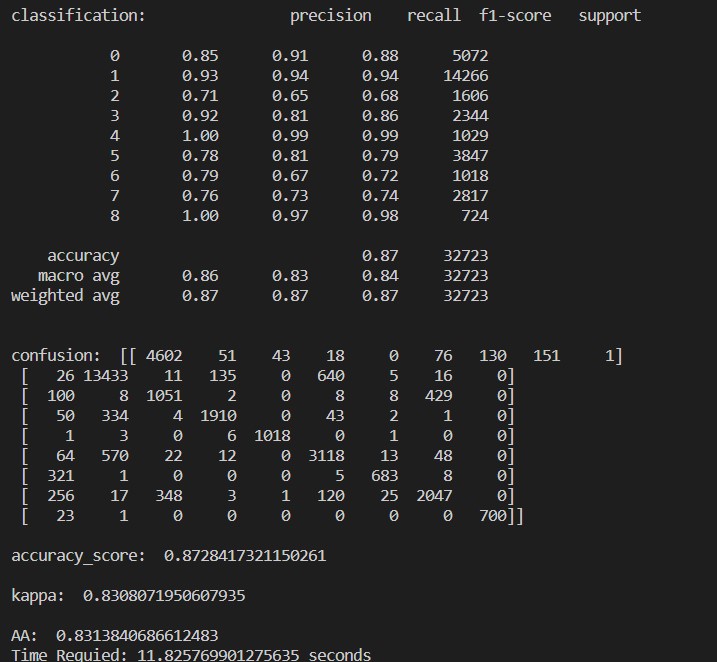 classification:               precision    recall  f1-score   support
0       0.85      0.91      0.88      5072
1       0.93      0.94      0.94     14266
2       0.71      0.65      0.68      1606
3       0.92      0.81      0.86      2344
4       1.00      0.99      0.99      1029
5       0.78      0.81      0.79      3847
6       0.79      0.67      0.72      1018
7       0.76      0.73      0.74      2817
8       1.00      0.97      0.98       724
accuracy                           0.87     32723
macro avg       0.86      0.83      0.84     32723
weighted avg       0.87      0.87      0.87     32723
confusion:  [[ 4602    51    43    18     0    76   130   151     1]
[   26 13433    11   135     0   640     5    16     0]
[  100     8  1051     2     0     8     8   429     0]
[   50   334     4  1910     0    43     2     1     0]
[    1     3     0     6  1018     0     1     0     0]
[   64   570    22    12     0  3118    13    48     0]
[  321     1     0     0     0     5   683     8     0]
[  256    17   348     3     1   120    25  2047     0]
[   23     1     0     0     0     0     0     0   700]]
accuracy_score:  0.8728417321150261
kappa:  0.8308071950607935
AA:  0.8313840686612483
Time Requied: 11.825769901275635 seconds